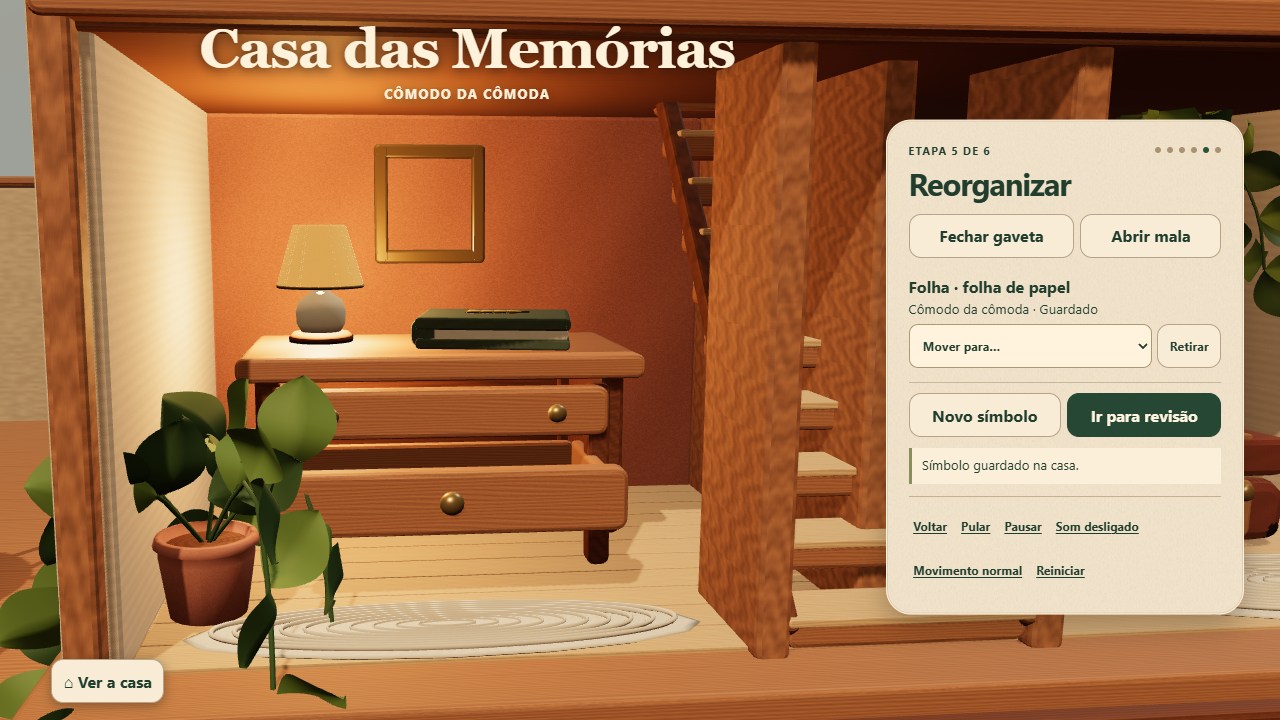 Casa das Memórias
CÔMODO DA CÔMODA
ETAPA 5 DE 6
Reorganizar
Fechar gaveta
Abrir mala
Folha · folha de papel
Cômodo da cômoda · Guardado
Mover para...
Retirar
Novo símbolo
Ir para revisão
Símbolo guardado na casa.
Voltar Pular Pausar Som desligado
Movimento normal Reiniciar
⌂ Ver a casa